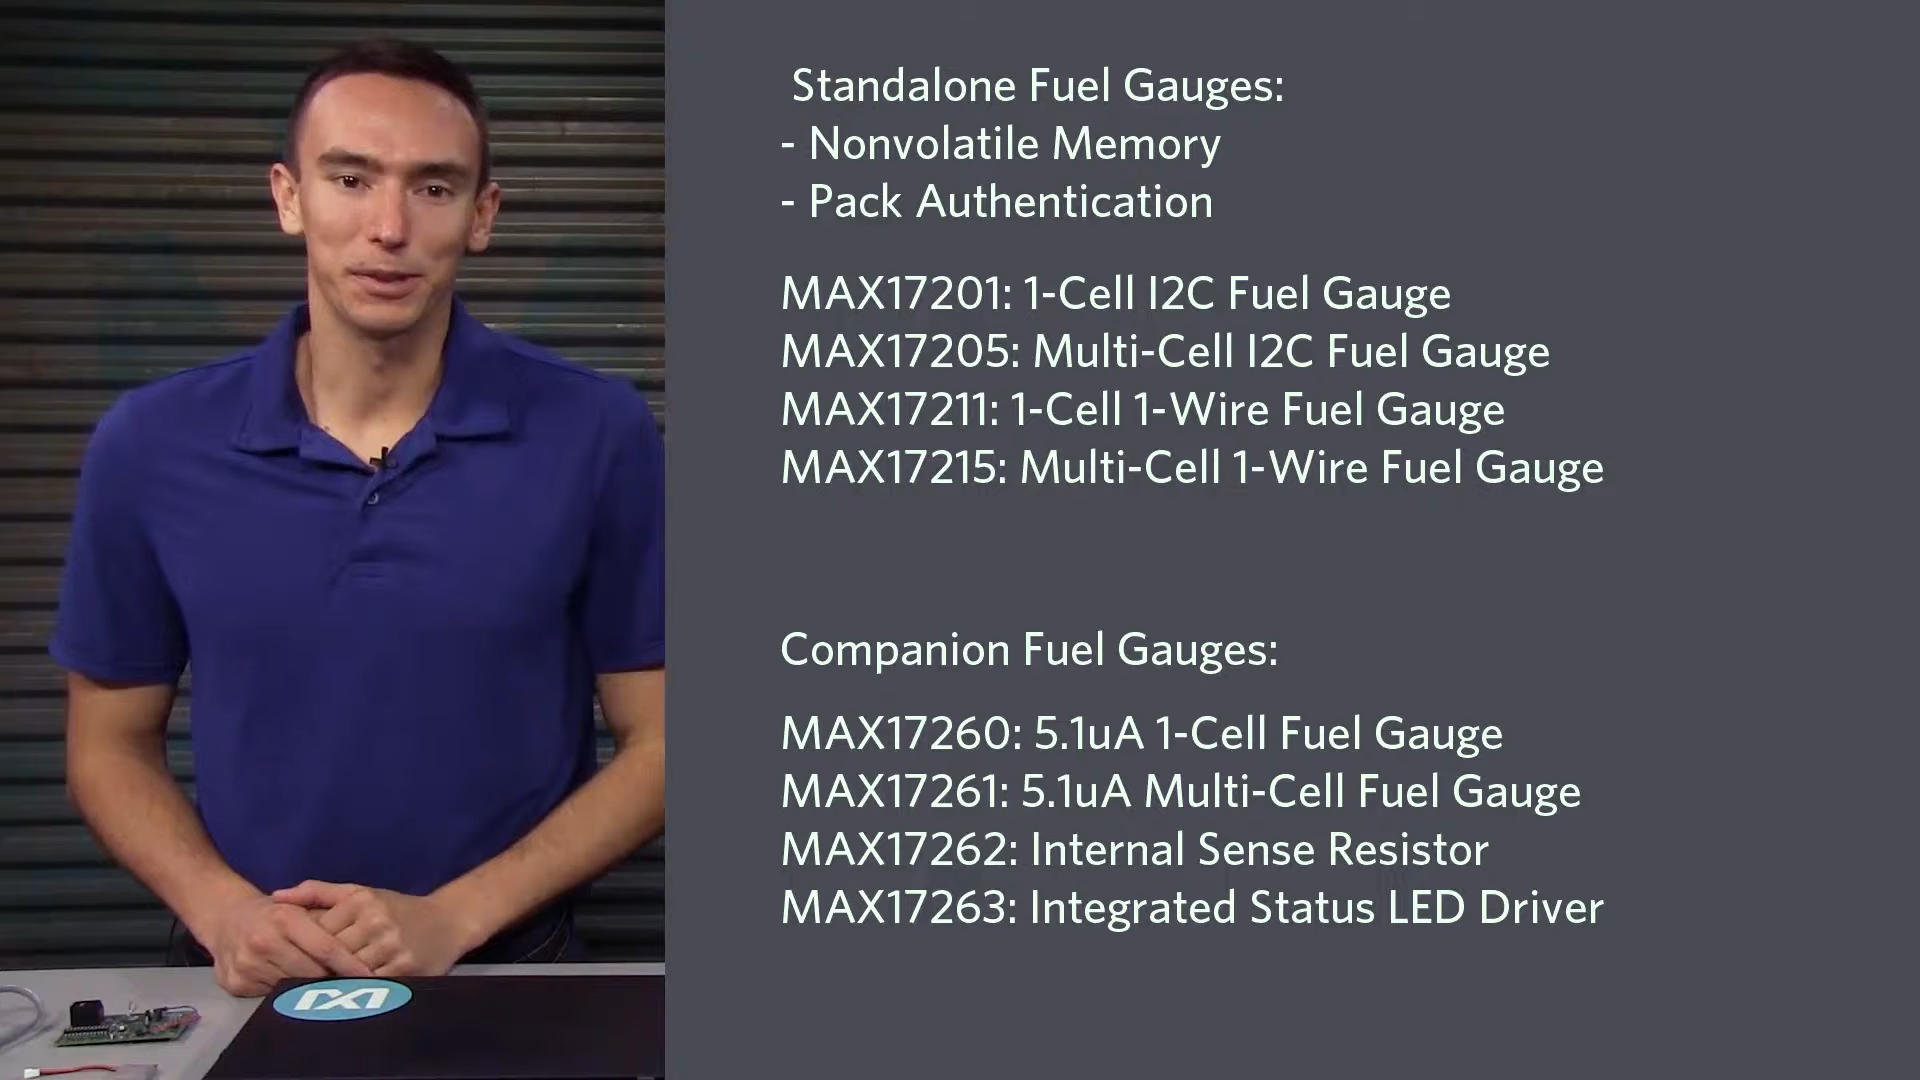 Standalone Fuel Gauges:
- Nonvolatile Memory
- Pack Authentication
MAX17201: 1-Cell I2C Fuel Gauge
MAX17205: Multi-Cell I2C Fuel Gauge
MAX17211: 1-Cell 1-Wire Fuel Gauge
MAX17215: Multi-Cell 1-Wire Fuel Gauge
Companion Fuel Gauges:
MAX17260: 5.1uA 1-Cell Fuel Gauge
MAX17261: 5.1uA Multi-Cell Fuel Gauge
MAX17262: Internal Sense Resistor
MAX17263: Integrated Status LED Driver